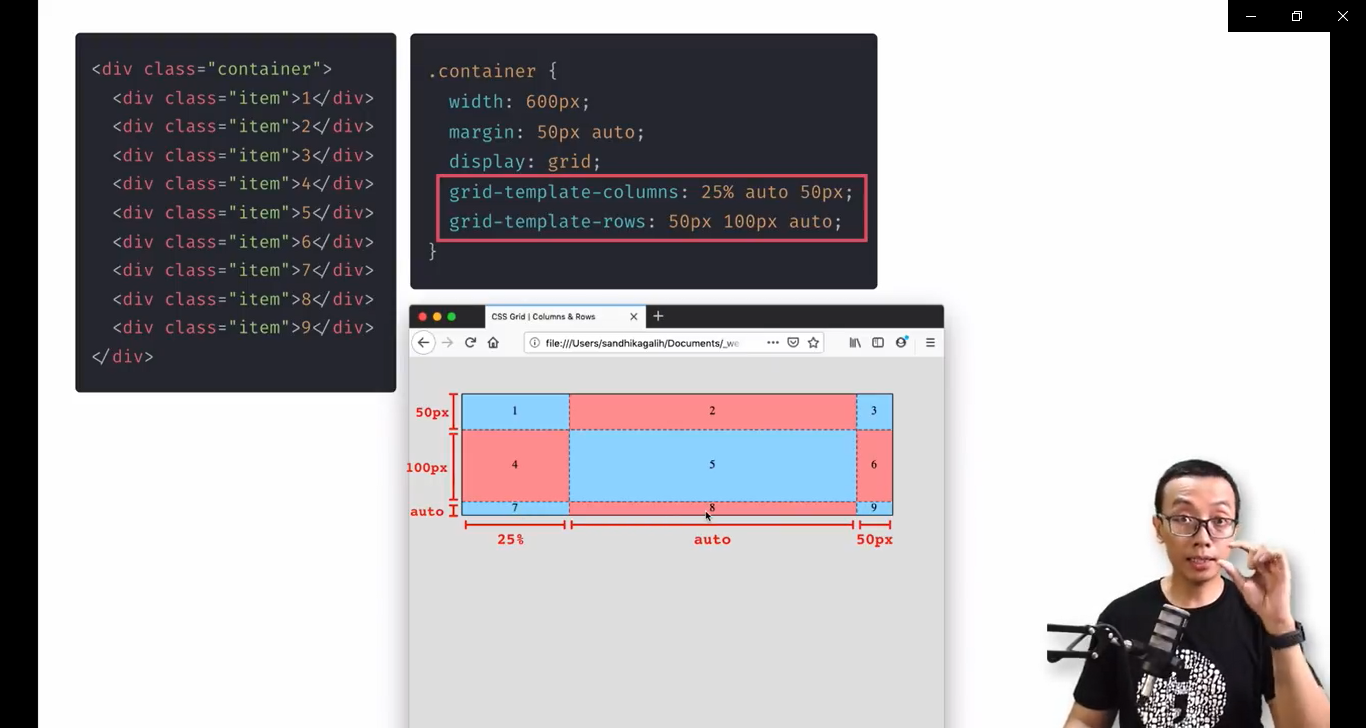 <div class="container">
<div class="item">1</div>
<div class="item">2</div>
<div class="item">3</div>
<div class="item">4</div>
<div class="item">5</div>
<div class="item">6</div>
<div class="item">7</div>
<div class="item">8</div>
<div class="item">9</div>
</div>
.container {
width: 600px;
margin: 50px auto;
display: grid;
grid-template-columns: 25% auto 50px;
grid-template-rows: 50px 100px auto;
}
CSS Grid | Columns & Rows
file:///Users/sandhikagalih/Documents/_we
50px
1 2 3
100px
4 5 6
auto
7 8 9
25% auto 50px